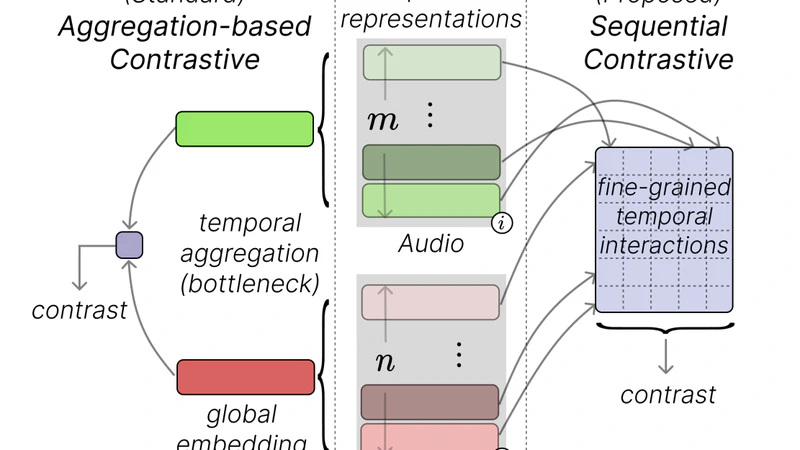 (Standard)
Aggregation-based
Contrastive
representations
(Proposed)
Sequential
Contrastive
m
⋮
i
Audio
temporal
aggregation
(bottleneck)
contrast
fine-grained
temporal
interactions
contrast
n
⋮
global
embedding